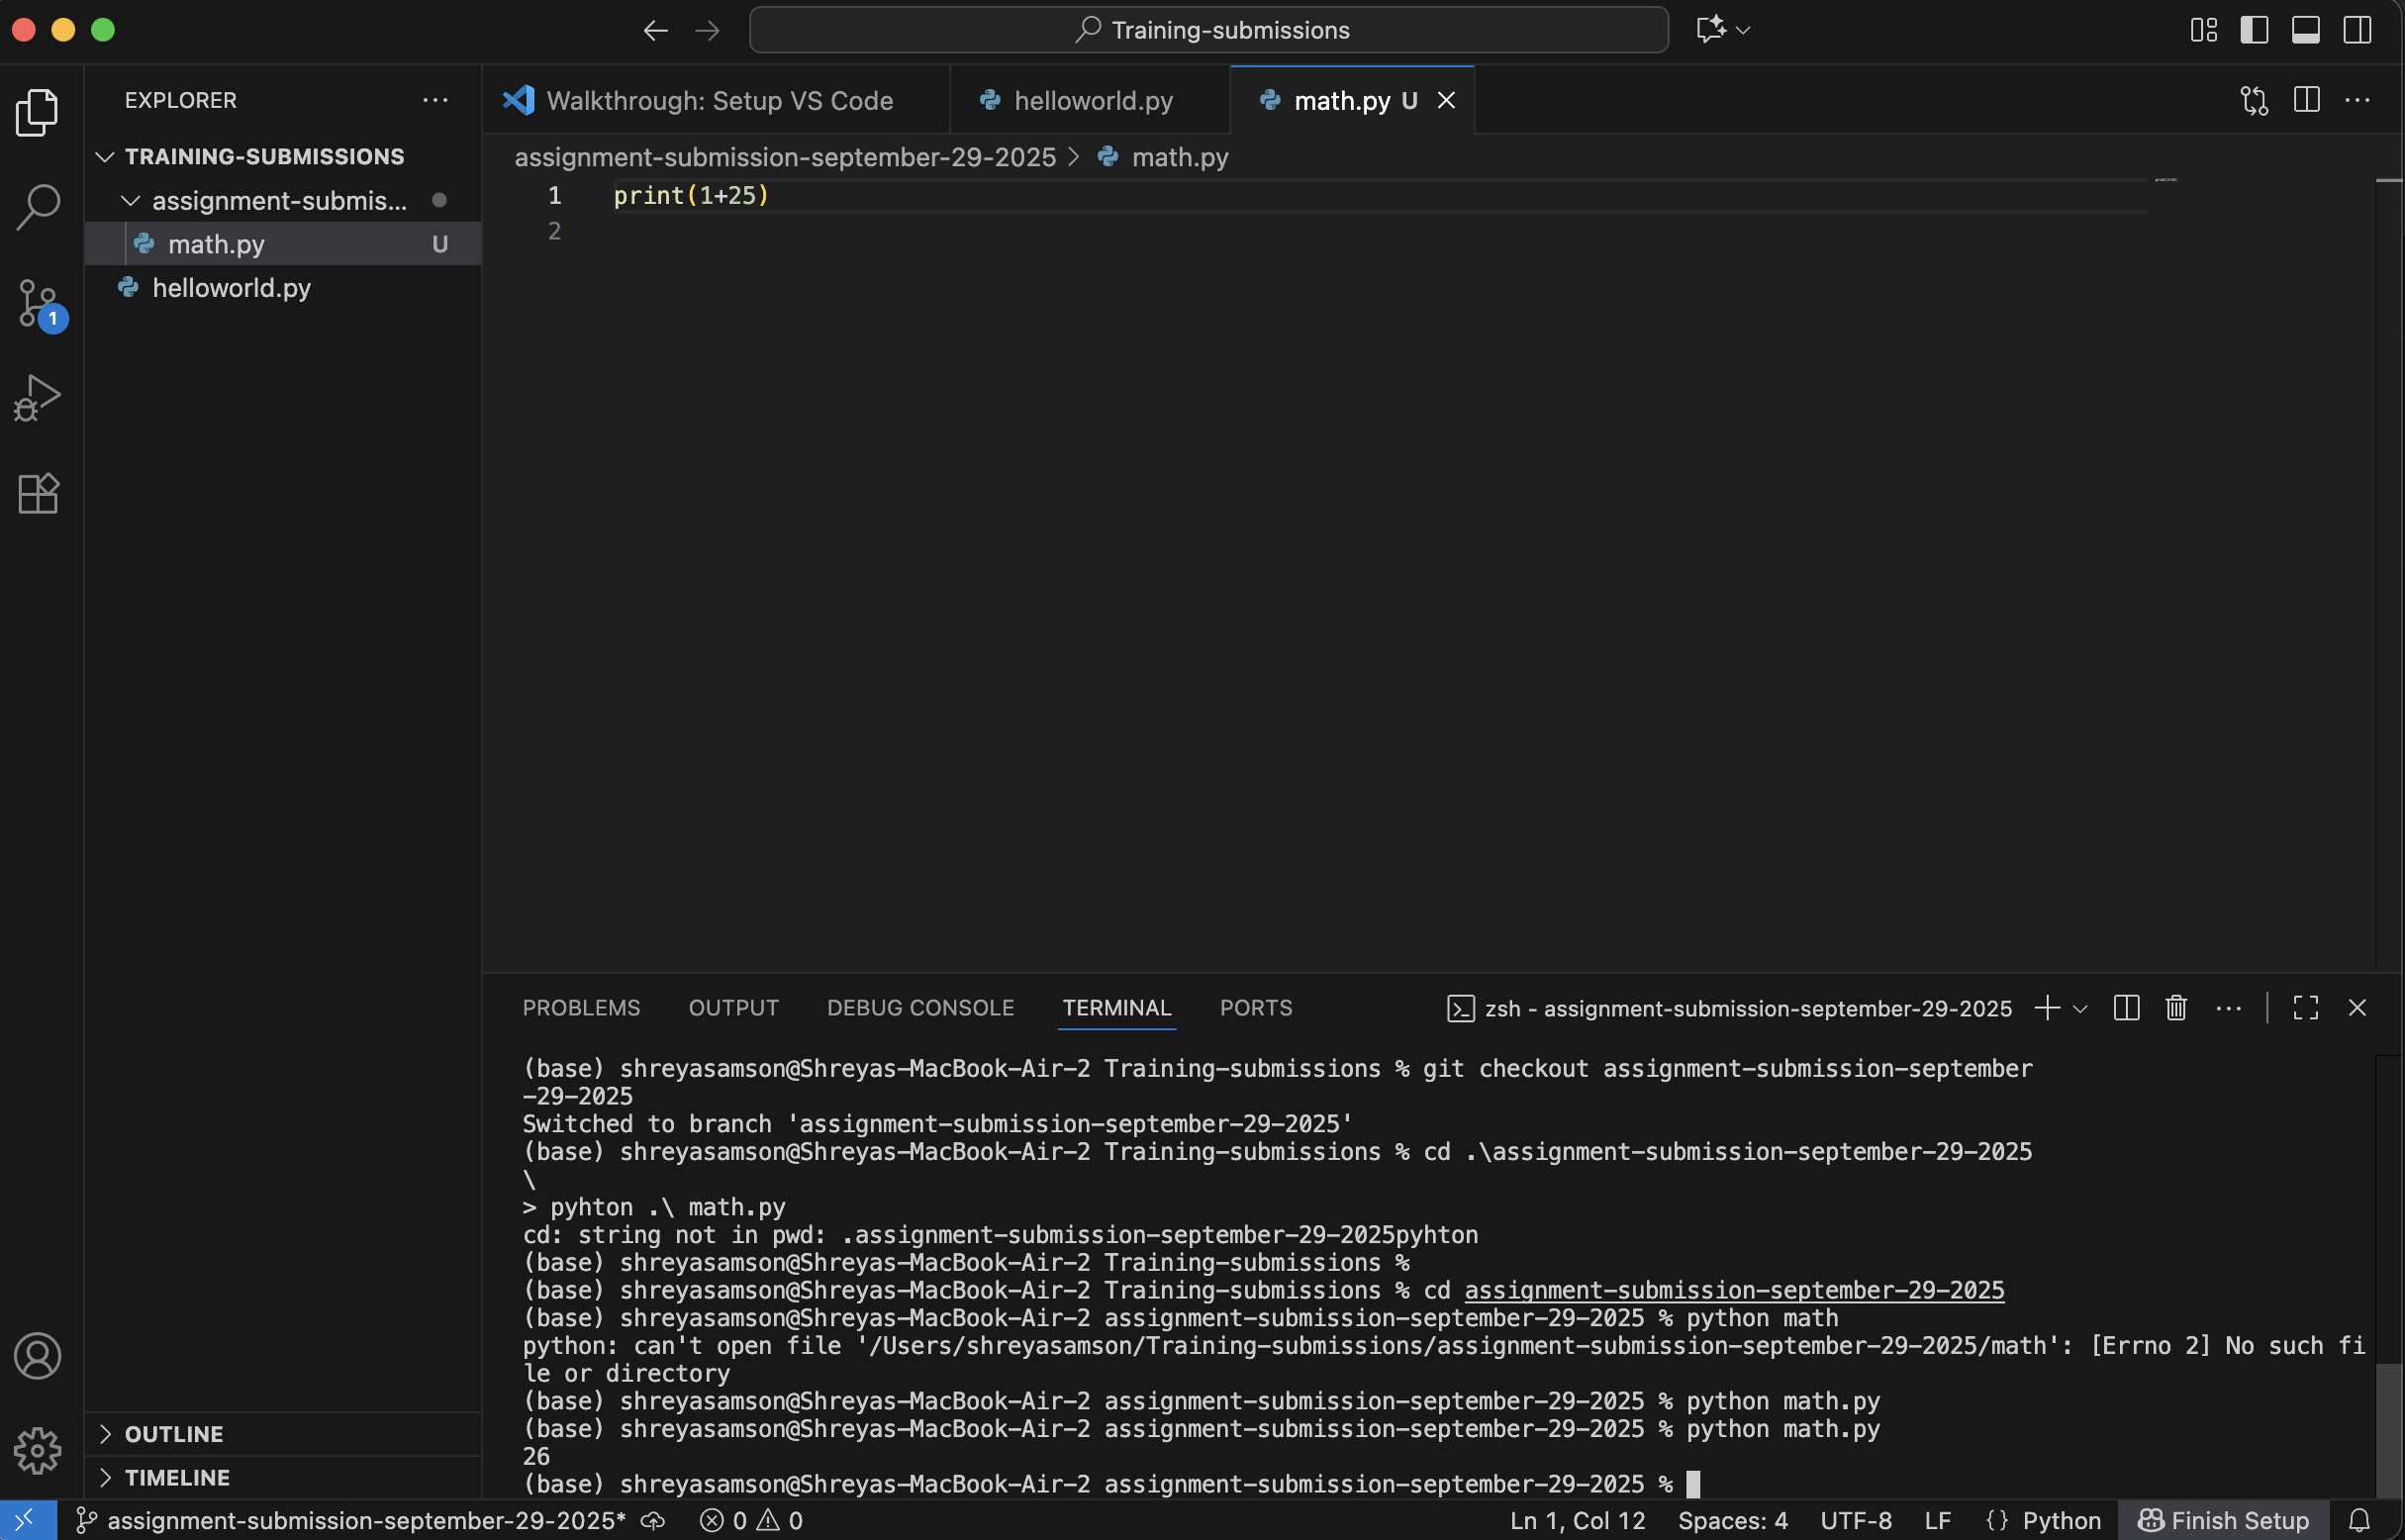 Training-submissions
EXPLORER
TRAINING-SUBMISSIONS
assignment-submis...
math.py U
helloworld.py
1
OUTLINE
TIMELINE
Walkthrough: Setup VS Code
helloworld.py
math.py U
assignment-submission-september-29-2025 > math.py
1 print(1+25)
2
PROBLEMS OUTPUT DEBUG CONSOLE TERMINAL PORTS
zsh - assignment-submission-september-29-2025
(base) shreyasamson@Shreyas-MacBook-Air-2 Training-submissions % git checkout assignment-submission-september
-29-2025
Switched to branch 'assignment-submission-september-29-2025'
(base) shreyasamson@Shreyas-MacBook-Air-2 Training-submissions % cd .\assignment-submission-september-29-2025
\
> pyhton .\ math.py
cd: string not in pwd: .assignment-submission-september-29-2025pyhton
(base) shreyasamson@Shreyas-MacBook-Air-2 Training-submissions %
(base) shreyasamson@Shreyas-MacBook-Air-2 Training-submissions % cd assignment-submission-september-29-2025
(base) shreyasamson@Shreyas-MacBook-Air-2 assignment-submission-september-29-2025 % python math
python: can't open file '/Users/shreyasamson/Training-submissions/assignment-submission-september-29-2025/math': [Errno 2] No such fi
le or directory
(base) shreyasamson@Shreyas-MacBook-Air-2 assignment-submission-september-29-2025 % python math.py
(base) shreyasamson@Shreyas-MacBook-Air-2 assignment-submission-september-29-2025 % python math.py
26
(base) shreyasamson@Shreyas-MacBook-Air-2 assignment-submission-september-29-2025 %
assignment-submission-september-29-2025* 0 0 Ln 1, Col 12 Spaces: 4 UTF-8 LF {} Python Finish Setup